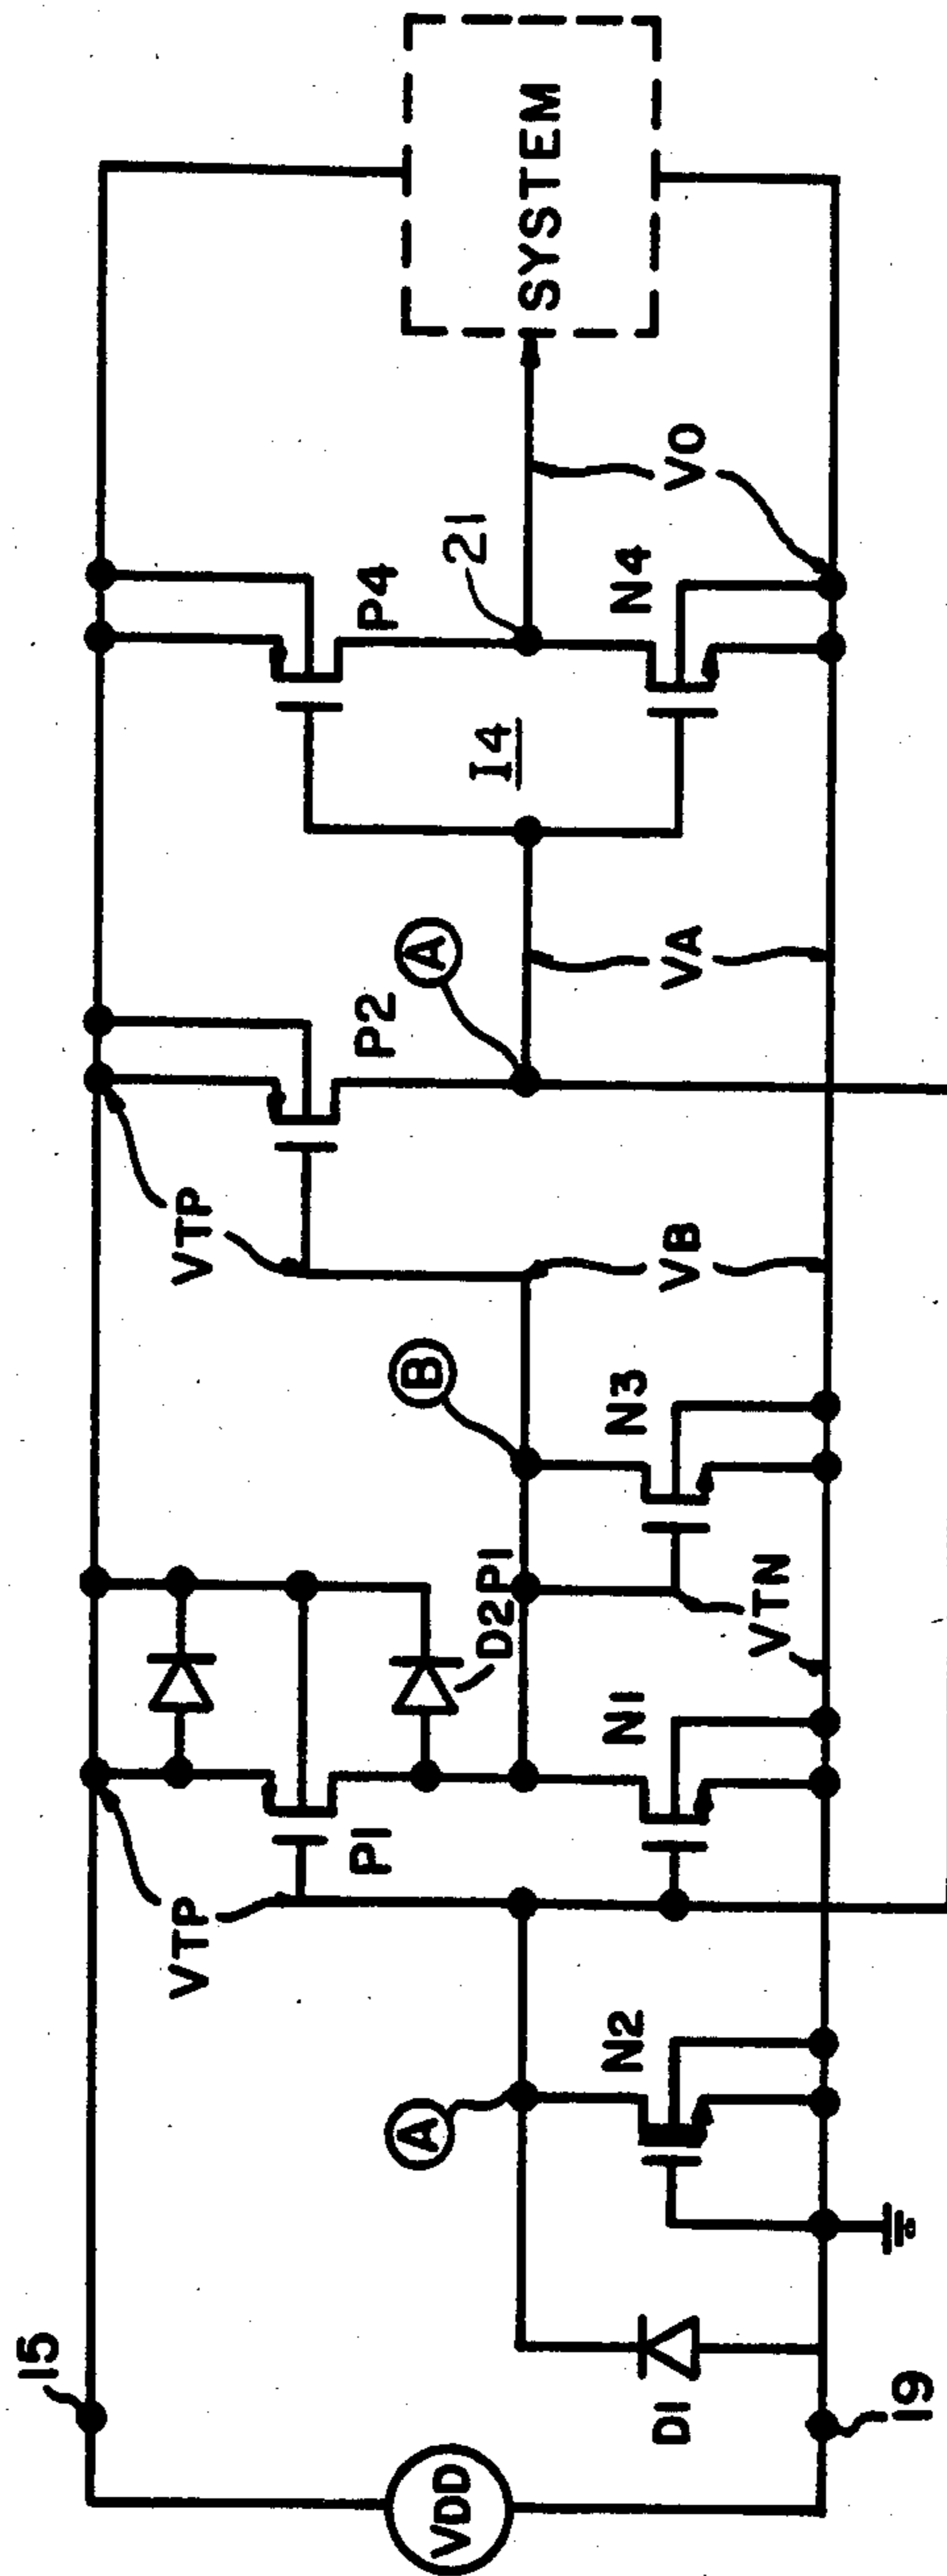 15
VDD
19
D1
A
N2
VTP
P1
N1
D2P1
VTN
B
N3
VTP
VB
P2
A
VA
I4
P4
21
N4
VO
SYSTEM